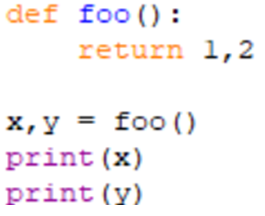 def foo():
    return 1,2

x,y = foo()
print(x)
print(y)